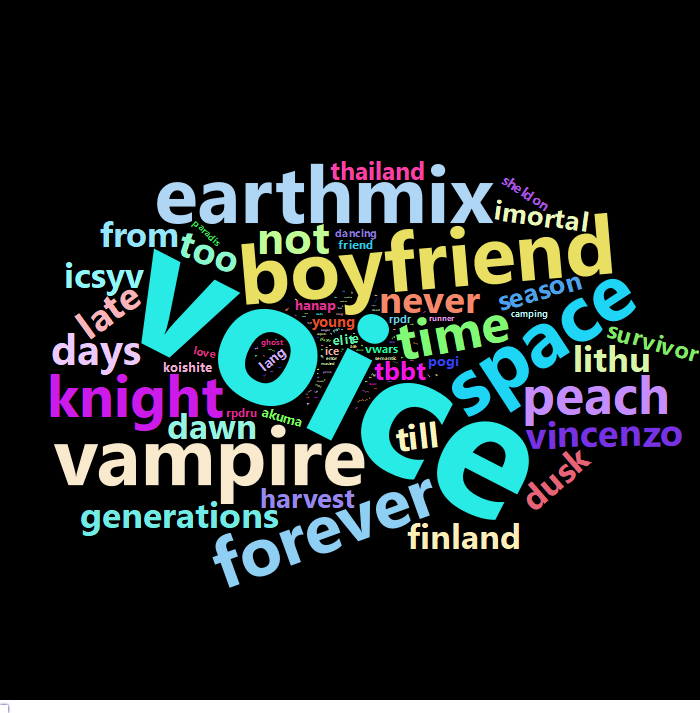 thailand
sheldon
earthmix
imortal
paradis
from
too
not
dancing
friend
boyfriend
icsyv
voice
late
hanap
never
season
camping
young
rpdr
runner
time
space
survivor
days
love
ghost
elite
koishite
lang
ice
vwars
semantic
tbbt
pogi
lithu
knight
rpdru
akuma
peach
dawn
till
vincenzo
vampire
dusk
harvest
generations
forever
finland